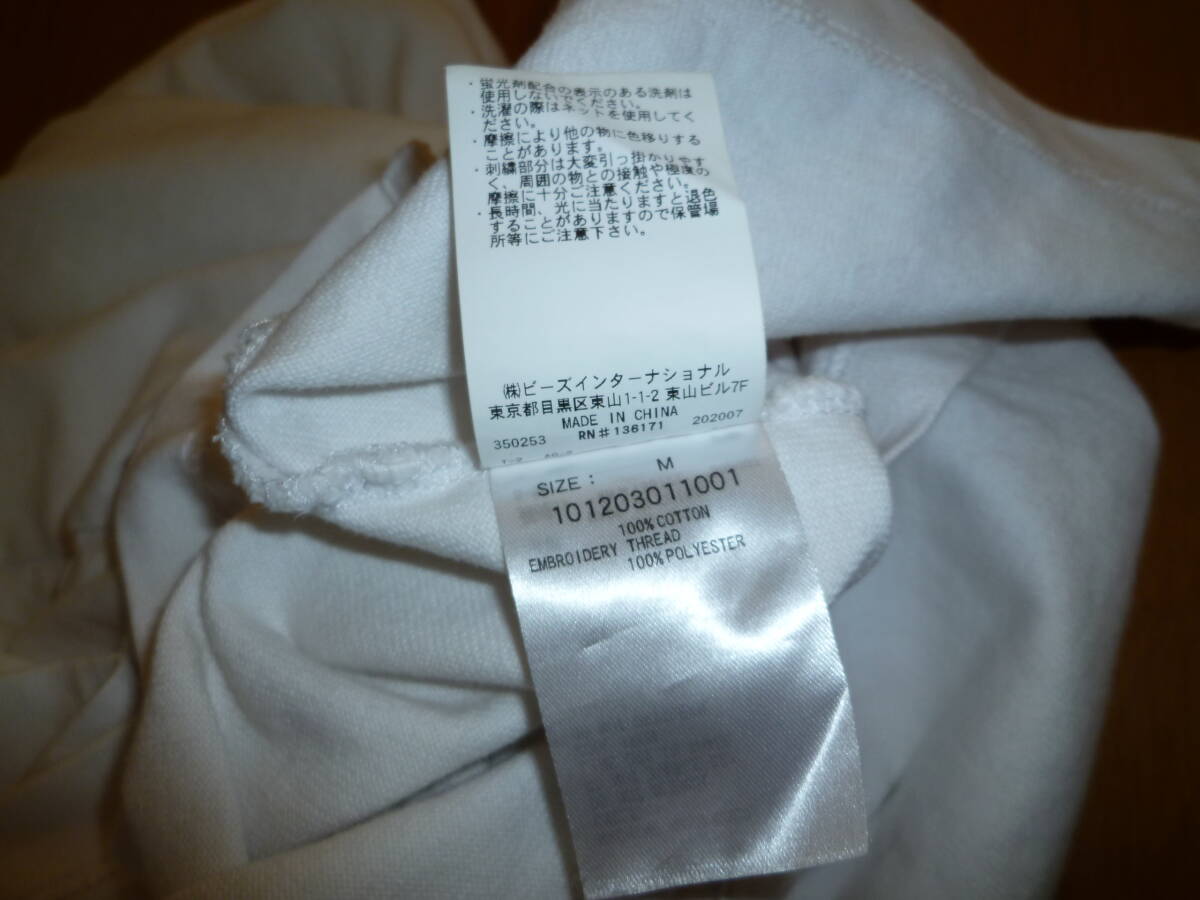 ・蛍光剤配合の表示のある洗剤は
使用しないでください。
・洗濯の際はネットを使用してく
ださい。
・摩擦により他の物に色移りする
ことがあります。
・刺繍部分は大変引っ掛かりやす
く、周囲の物との接触や極度の
摩擦に十分ご注意ください。
・長時間、光に当たりますと退色
することがありますので保管場
所等にご注意下さい。
㈱ビーズインターナショナル
東京都目黒区東山1-1-2 東山ビル7F
MADE IN CHINA
350253 RN#136171 202007
SIZE: M
101203011001
100%COTTON
EMBROIDERY THREAD
100%POLYESTER